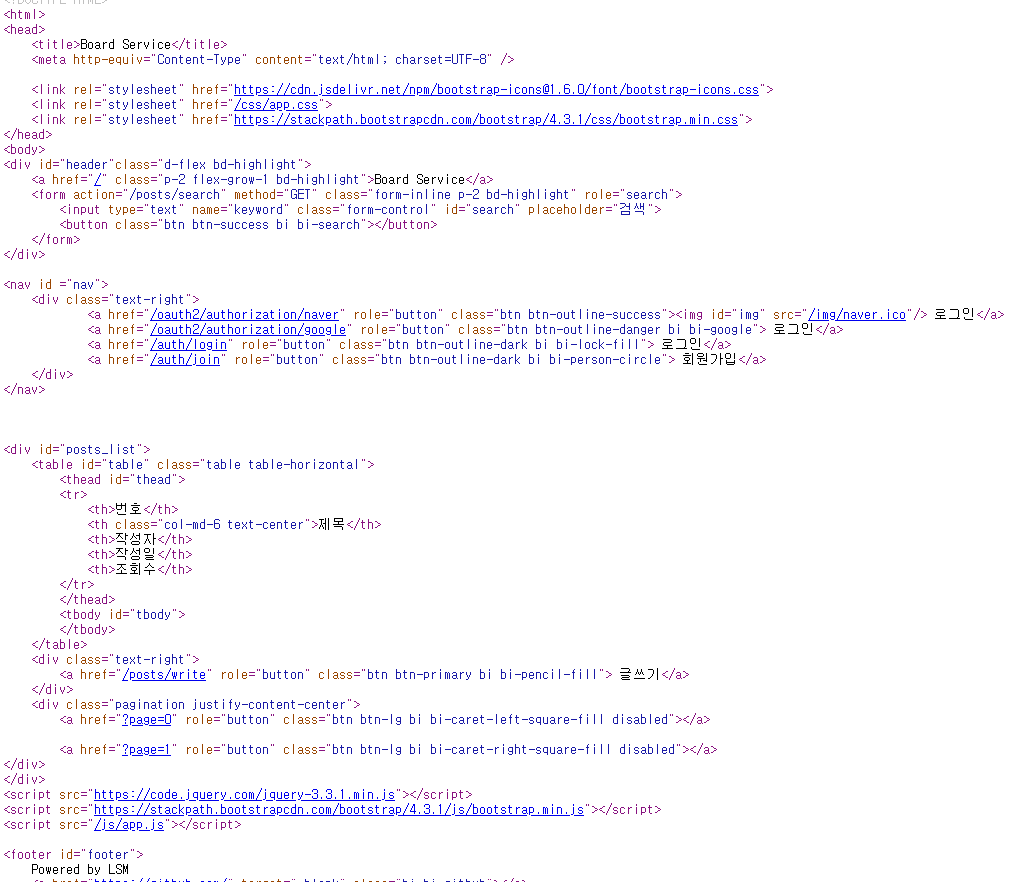 <!DOCTYPE HTML>
<html>
<head>
    <title>Board Service</title>
    <meta http-equiv="Content-Type" content="text/html; charset=UTF-8" />
    <link rel="stylesheet" href="https://cdn.jsdelivr.net/npm/bootstrap-icons@1.6.0/font/bootstrap-icons.css">
    <link rel="stylesheet" href="/css/app.css">
    <link rel="stylesheet" href="https://stackpath.bootstrapcdn.com/bootstrap/4.3.1/css/bootstrap.min.css">
</head>
<body>
<div id="header"class="d-flex bd-highlight">
    <a href="/" class="p-2 flex-grow-1 bd-highlight">Board Service</a>
    <form action="/posts/search" method="GET" class="form-inline p-2 bd-highlight" role="search">
        <input type="text" name="keyword" class="form-control" id="search" placeholder="검색">
        <button class="btn btn-success bi bi-search"></button>
    </form>
</div>
<nav id ="nav">
    <div class="text-right">
            <a href="/oauth2/authorization/naver" role="button" class="btn btn-outline-success"><img id="img" src="/img/naver.ico"/> 로그인</a>
            <a href="/oauth2/authorization/google" role="button" class="btn btn-outline-danger bi bi-google"> 로그인</a>
            <a href="/auth/login" role="button" class="btn btn-outline-dark bi bi-lock-fill"> 로그인</a>
            <a href="/auth/join" role="button" class="btn btn-outline-dark bi bi-person-circle"> 회원가입</a>
    </div>
</nav>
<div id="posts_list">
    <table id="table" class="table table-horizontal">
        <thead id="thead">
        <tr>
            <th>번호</th>
            <th class="col-md-6 text-center">제목</th>
            <th>작성자</th>
            <th>작성일</th>
            <th>조회수</th>
        </tr>
        </thead>
        <tbody id="tbody">
        </tbody>
    </table>
    <div class="text-right">
        <a href="/posts/write" role="button" class="btn btn-primary bi bi-pencil-fill"> 글쓰기</a>
    </div>
    <div class="pagination justify-content-center">
        <a href="?page=0" role="button" class="btn btn-lg bi bi-caret-left-square-fill disabled"></a>
        <a href="?page=1" role="button" class="btn btn-lg bi bi-caret-right-square-fill disabled"></a>
</div>
</div>
<script src="https://code.jquery.com/jquery-3.3.1.min.js"></script>
<script src="https://stackpath.bootstrapcdn.com/bootstrap/4.3.1/js/bootstrap.min.js"></script>
<script src="/js/app.js"></script>
<footer id="footer">
    Powered by LSM